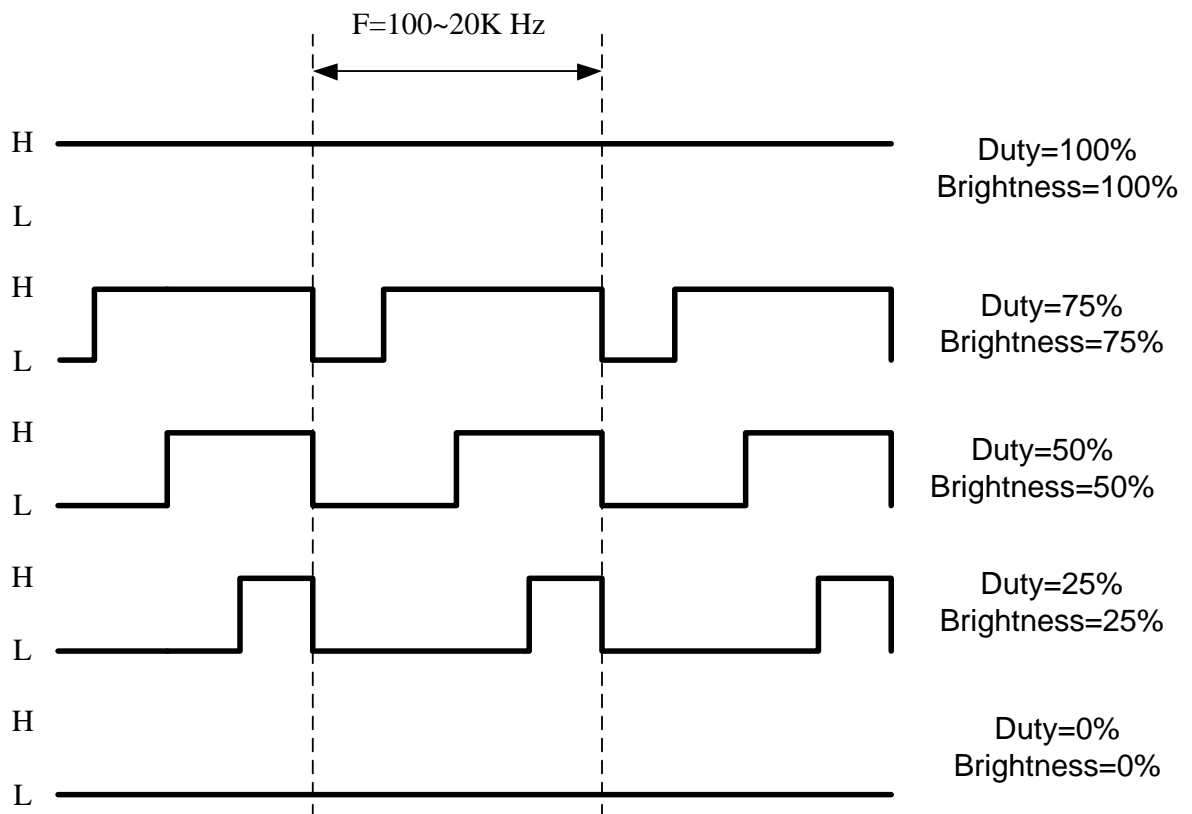 F=100~20K Hz
H
Duty=100%
Brightness=100%
L
H
Duty=75%
Brightness=75%
L
H
Duty=50%
Brightness=50%
L
H
Duty=25%
Brightness=25%
L
H
Duty=0%
Brightness=0%
L